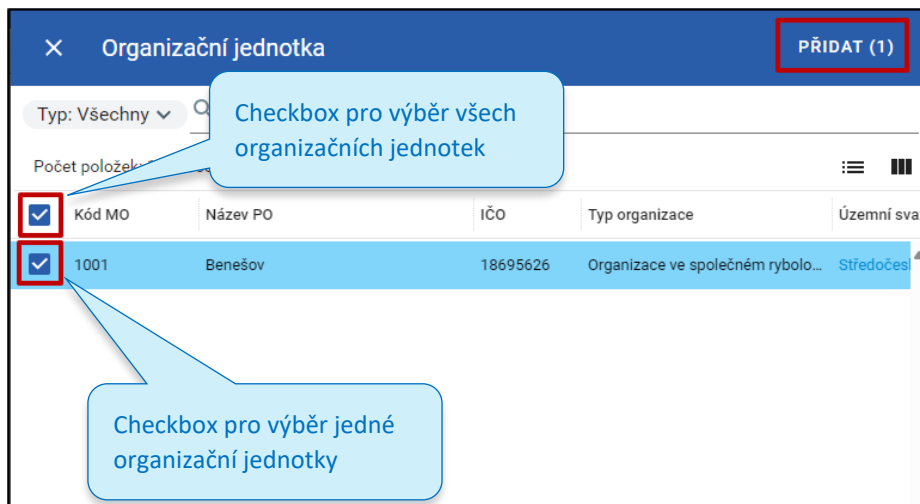 Organizační jednotka
PŘIDAT (1)
Typ: Všechny
Checkbox pro výběr všech
organizačních jednotek
Počet položek:
Kód MO Název PO IČO Typ organizace Územní sva
1001 Benešov 18695626 Organizace ve společném rybolo... Středočesk
Checkbox pro výběr jedné
organizační jednotky